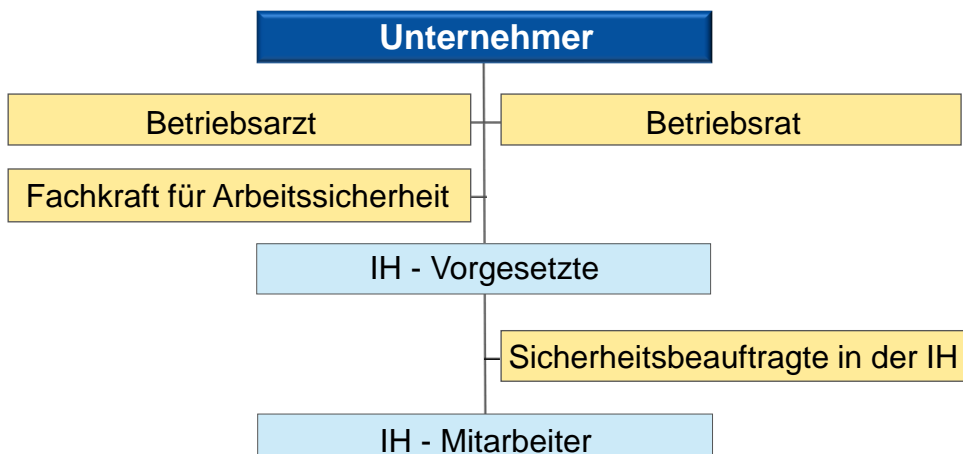 Unternehmer
Betriebsarzt
Betriebsrat
Fachkraft für Arbeitssicherheit
IH - Vorgesetzte
Sicherheitsbeauftragte in der IH
IH - Mitarbeiter